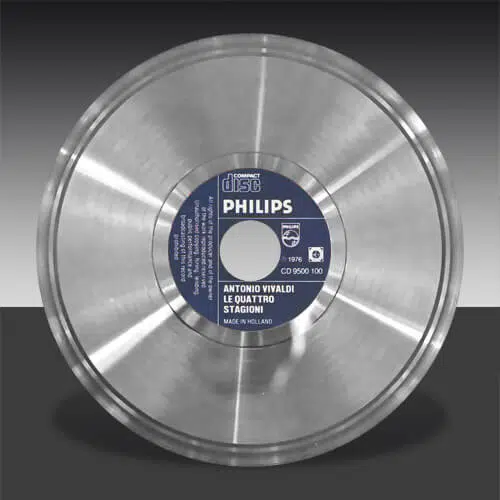 COMPACT
disc
PHILIPS
All rights of the producer and of the owner
of the work reproduced reserved
Unauthorised copying, hiring, lending,
public performance and
broadcasting of this record
prohibited
PHILIPS
℗ 1976
CD 9500 100
ANTONIO VIVALDI
LE QUATTRO
STAGIONI
MADE IN HOLLAND